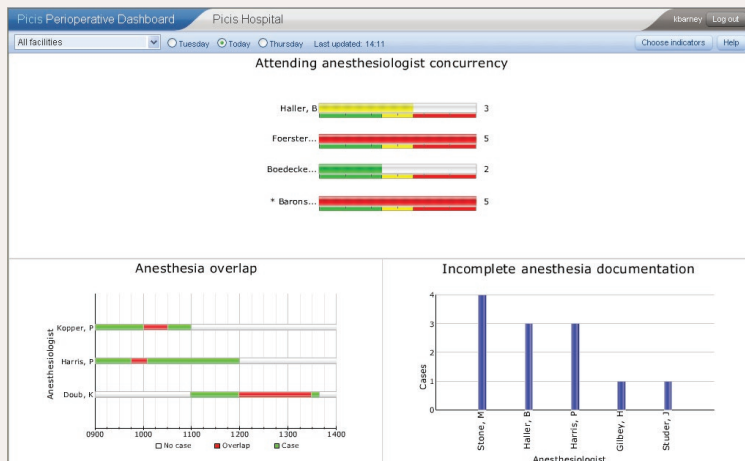 Picis Perioperative Dashboard
Picis Hospital
kbarney
Log out
All facilities
Tuesday
Today
Thursday
Last updated: 14:11
Choose indicators
Help
Attending anesthesiologist concurrency
Haller, B
3
Foerster...
5
Boedecke...
2
* Barons...
5
Anesthesia overlap
Anesthesiologist
Kopper, P
Harris, P
Doub, K
0900 1000 1100 1200 1300 1400
No case
Overlap
Case
Incomplete anesthesia documentation
Cases
4
3
2
1
0
Stone, M
Haller, B
Harris, P
Gilbey, H
Studer, J
Anesthesiologist